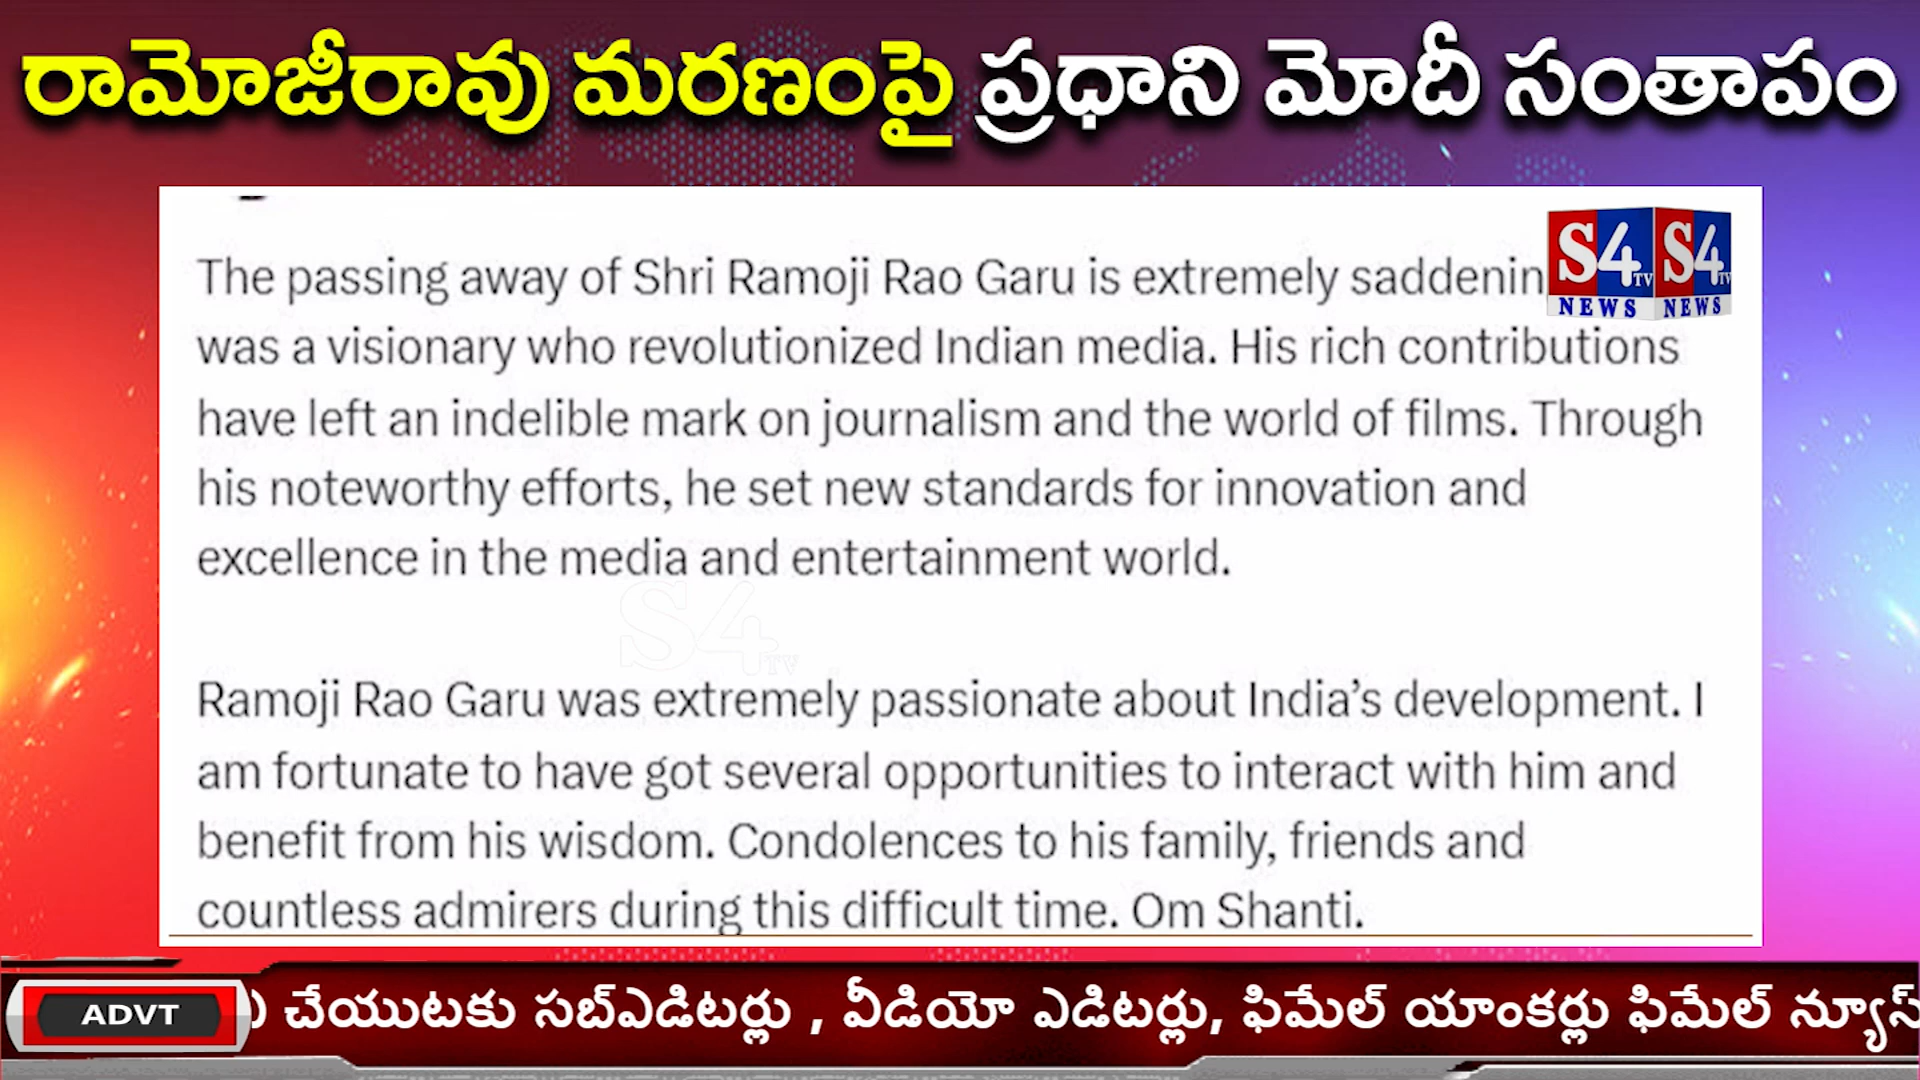 రామోజీరావు మరణంపై ప్రధాని మోదీ సంతాపం
S4 TV NEWS S4 TV NEWS
The passing away of Shri Ramoji Rao Garu is extremely
was a visionary who revolutionized Indian media. His rich contributions
have left an indelible mark on journalism and the world of films. Through
his noteworthy efforts, he set new standards for innovation and
excellence in the media and entertainment world.
S4 TV
Ramoji Rao Garu was extremely passionate about India’s development. I
am fortunate to have got several opportunities to interact with him and
benefit from his wisdom. Condolences to his family, friends and
countless admirers during this difficult time. Om Shanti.
ADVT చేయుటకు సబ్ఎడిటర్లు , వీడియో ఎడిటర్లు, ఫిమేల్ యాంకర్లు ఫిమేల్ న్యూస్